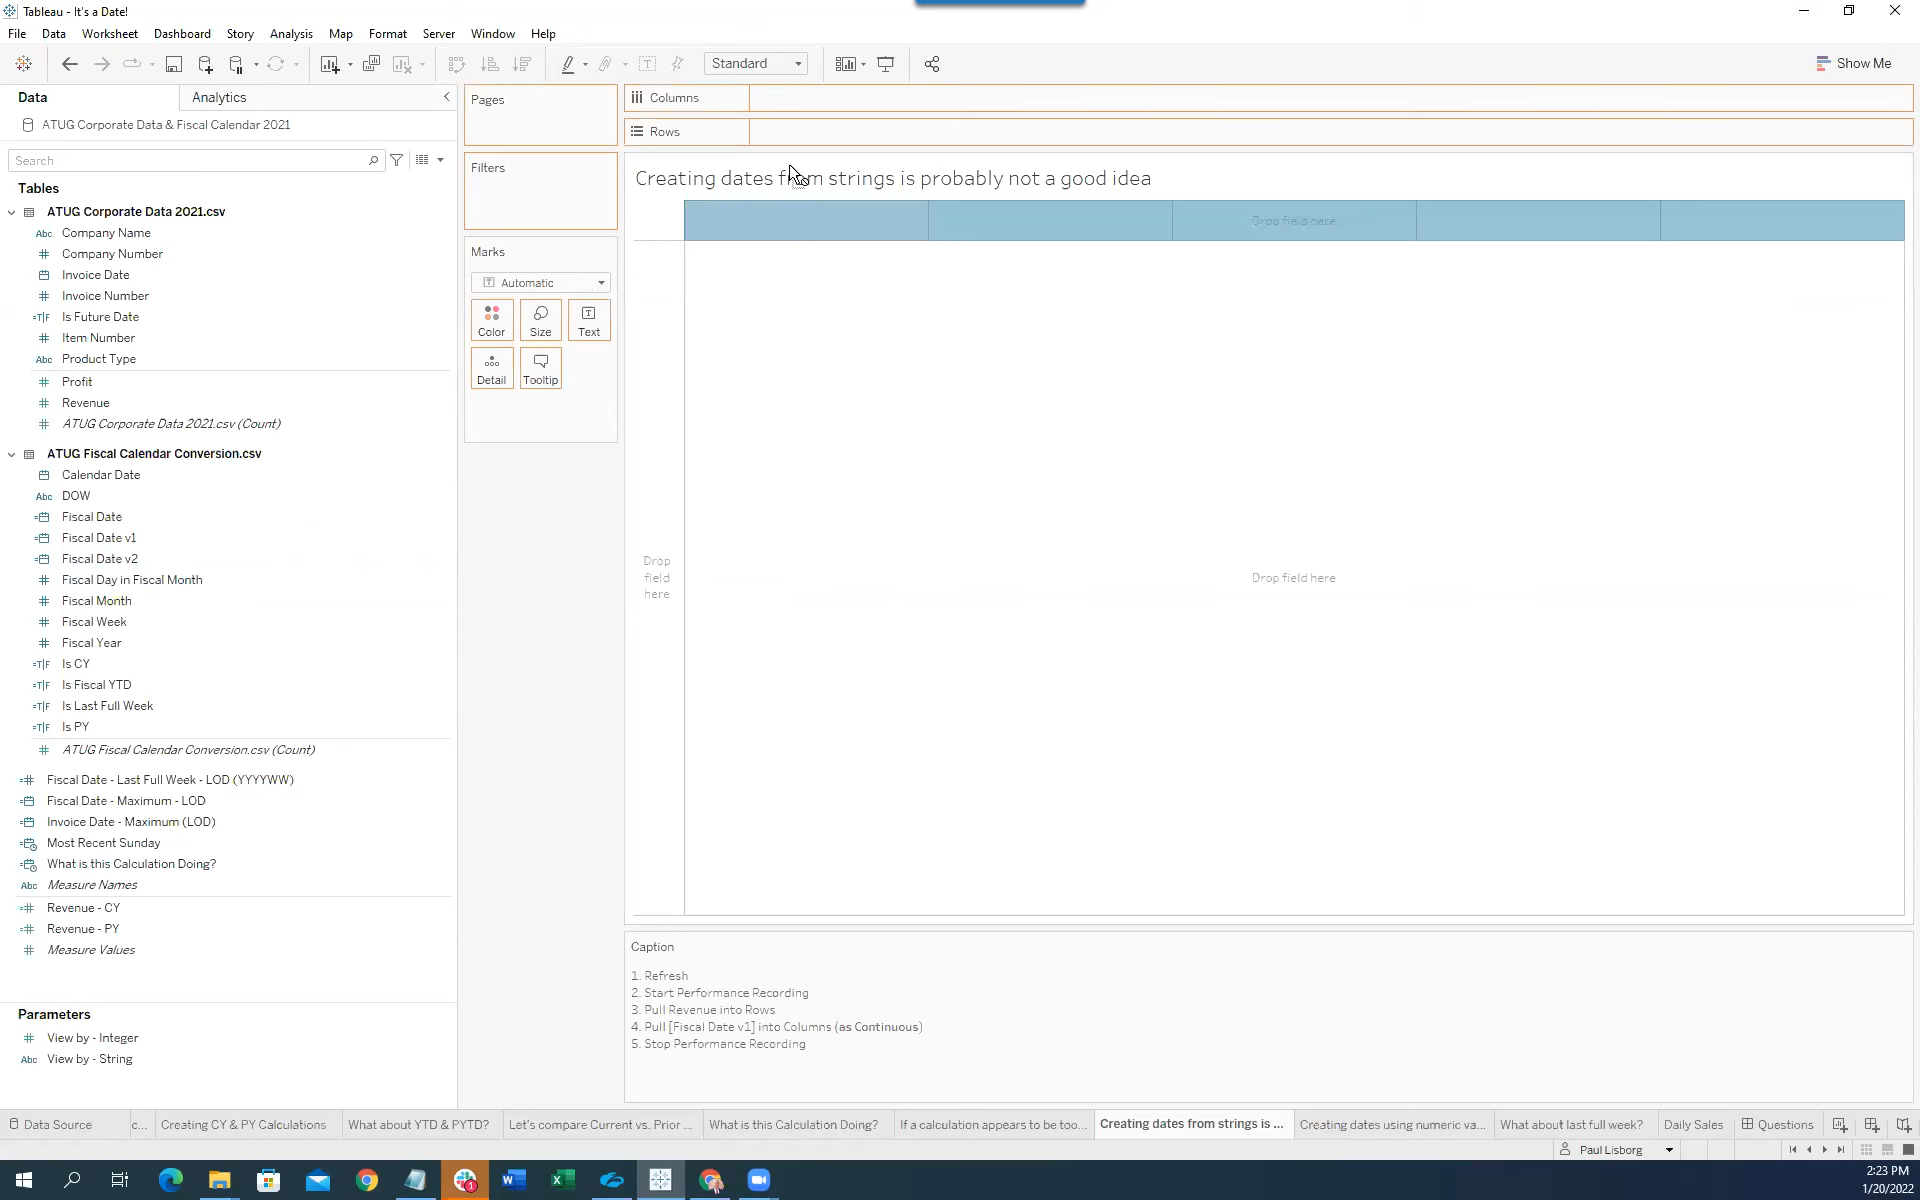 Tableau - It's a Date!
File Data Worksheet Dashboard Story Analysis Map Format Server Window Help
Standard
Show Me
Data
Analytics
Pages
Columns
ATUG Corporate Data & Fiscal Calendar 2021
Rows
Search
Filters
Creating dates from strings is probably not a good idea
Tables
ATUG Corporate Data 2021.csv
Drop field here
Abc Company Name
# Company Number
Marks
Invoice Date
Automatic
# Invoice Number
=T|F Is Future Date
Color Size Text
# Item Number
Abc Product Type
Detail Tooltip
# Profit
# Revenue
# ATUG Corporate Data 2021.csv (Count)
ATUG Fiscal Calendar Conversion.csv
Calendar Date
Abc DOW
Fiscal Date
Fiscal Date v1
Fiscal Date v2
Drop
field
here
Drop field here
# Fiscal Day in Fiscal Month
# Fiscal Month
# Fiscal Week
# Fiscal Year
=T|F Is CY
=T|F Is Fiscal YTD
=T|F Is Last Full Week
=T|F Is PY
# ATUG Fiscal Calendar Conversion.csv (Count)
=# Fiscal Date - Last Full Week - LOD (YYYYWW)
Fiscal Date - Maximum - LOD
Invoice Date - Maximum (LOD)
Most Recent Sunday
What is this Calculation Doing?
Abc Measure Names
=# Revenue - CY
=# Revenue - PY
# Measure Values
Caption
1. Refresh
2. Start Performance Recording
3. Pull Revenue into Rows
4. Pull [Fiscal Date v1] into Columns (as Continuous)
5. Stop Performance Recording
Parameters
# View by - Integer
Abc View by - String
Data Source c... Creating CY & PY Calculations What about YTD & PYTD? Let's compare Current vs. Prior ... What is this Calculation Doing? If a calculation appears to be too... Creating dates from strings is ... Creating dates using numeric va... What about last full week? Daily Sales Questions
Paul Lisborg
1
2:23 PM
1/20/2022